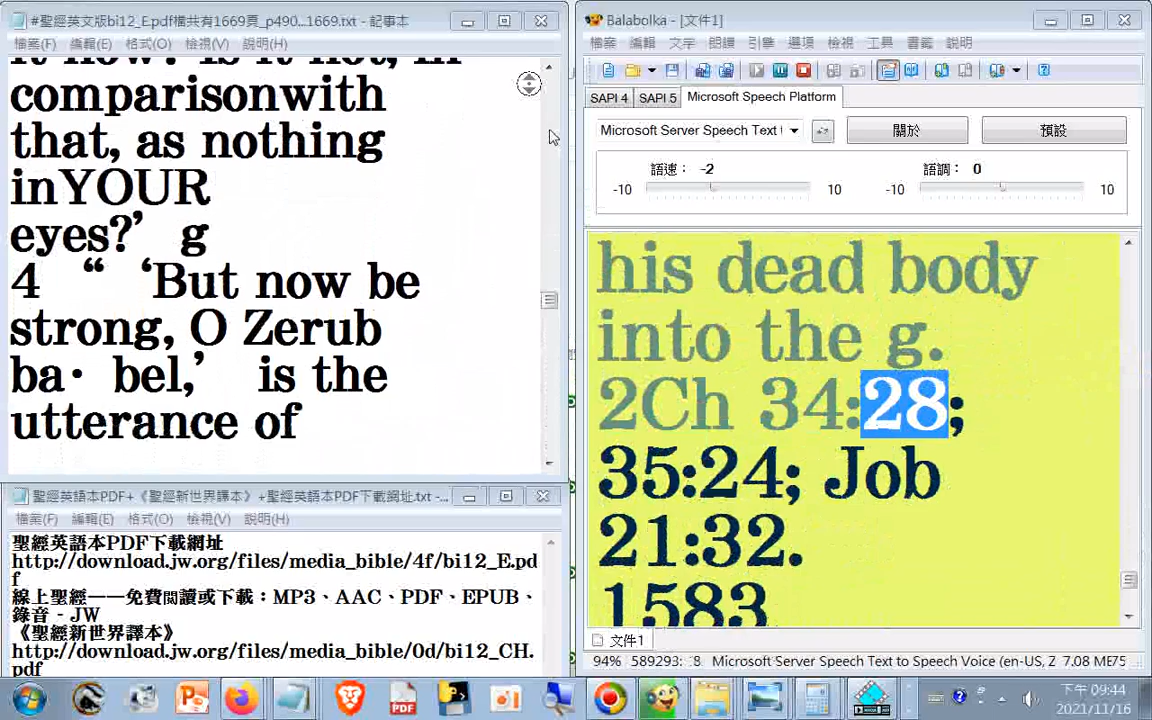 #聖經英文版bi12_E.pdf檔共有1669頁_p490...1669.txt - 記事本
檔案(F) 編輯(E) 格式(O) 檢視(V) 說明(H)
it now? Is it not, in
comparisonwith
that, as nothing
inYOUR
eyes?’ g
4 “ ‘But now be
strong, O Zerub
ba· bel,’ is the
utterance of
聖經英語本PDF+《聖經新世界譯本》+聖經英語本PDF下載網址.txt -...
檔案(F) 編輯(E) 格式(O) 檢視(V) 說明(H)
聖經英語本PDF下載網址
http://download.jw.org/files/media_bible/4f/bi12_E.pd
f
線上聖經——免費閱讀或下載：MP3、AAC、PDF、EPUB、
錄音 - JW
《聖經新世界譯本》
http://download.jw.org/files/media_bible/0d/bi12_CH.
pdf
Balabolka - [文件1]
檔案 編輯 文字 朗讀 引擎 選項 檢視 工具 書籤 說明
SAPI 4 SAPI 5 Microsoft Speech Platform
Microsoft Server Speech Text t 關於 預設
語速： -2 語調： 0
-10 10 -10 10
his dead body
into the g.
2Ch 34:28;
35:24; Job
21:32.
1583
文件1
94% 589293: 8 Microsoft Server Speech Text to Speech Voice (en-US, Z 7.08 ME75
PDF
下午 09:44
2021/11/16